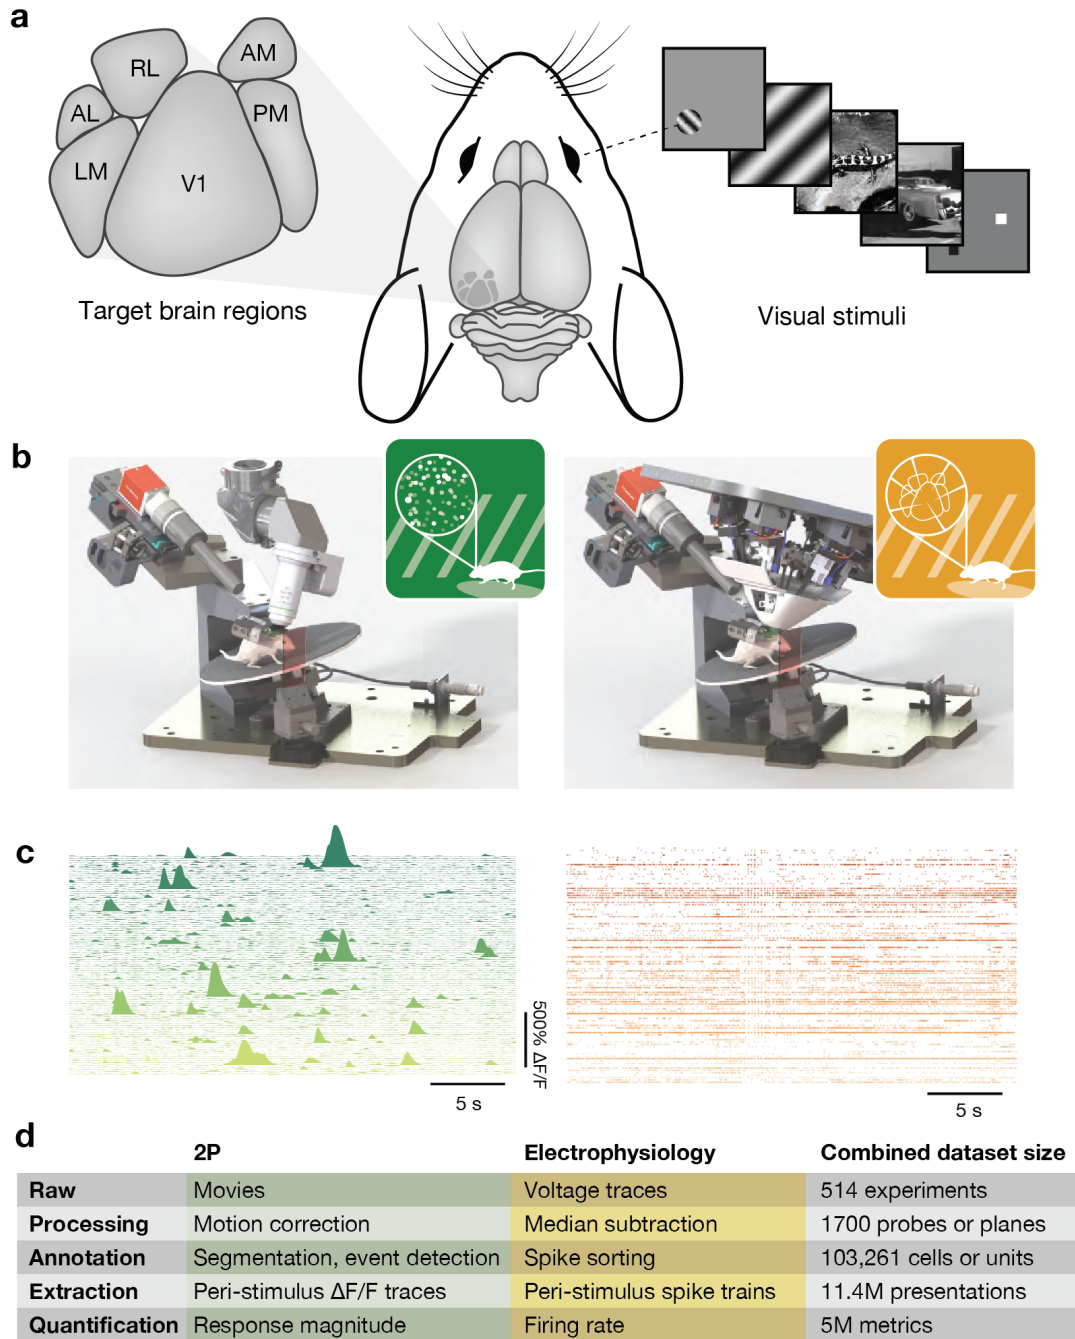 a
RL
AM
AL
PM
LM
V1
Target brain regions
Visual stimuli
b
c
500% ΔF/F
5 s
5 s
d
2P Electrophysiology Combined dataset size
Raw Movies Voltage traces 514 experiments
Processing Motion correction Median subtraction 1700 probes or planes
Annotation Segmentation, event detection Spike sorting 103,261 cells or units
Extraction Peri-stimulus ΔF/F traces Peri-stimulus spike trains 11.4M presentations
Quantification Response magnitude Firing rate 5M metrics